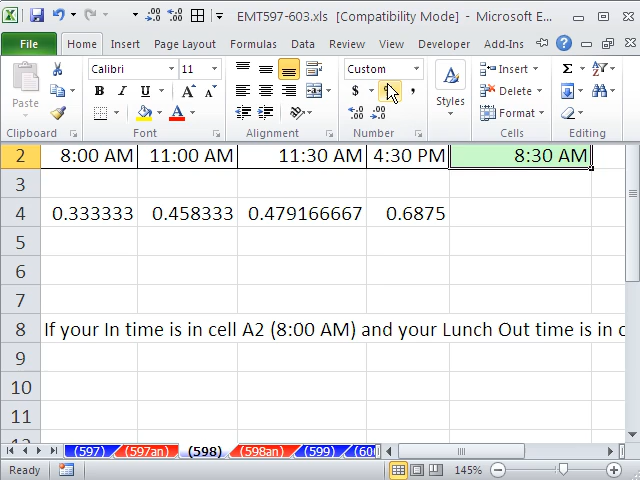 EMT597-603.xls [Compatibility Mode] - Microsoft E...
File Home Insert Page Layout Formulas Data Review View Developer Add-Ins
Paste Calibri 11 Custom Styles Insert
B I U A A $ , Delete
Format
Clipboard Font Alignment Number Cells Editing
2 8:00 AM 11:00 AM 11:30 AM 4:30 PM 8:30 AM
3
4 0.333333 0.458333 0.479166667 0.6875
5
6
7
8 If your In time is in cell A2 (8:00 AM) and your Lunch Out time is in c
9
10
11
(597) (597an) (598) (598an) (599) (600
Ready 145%